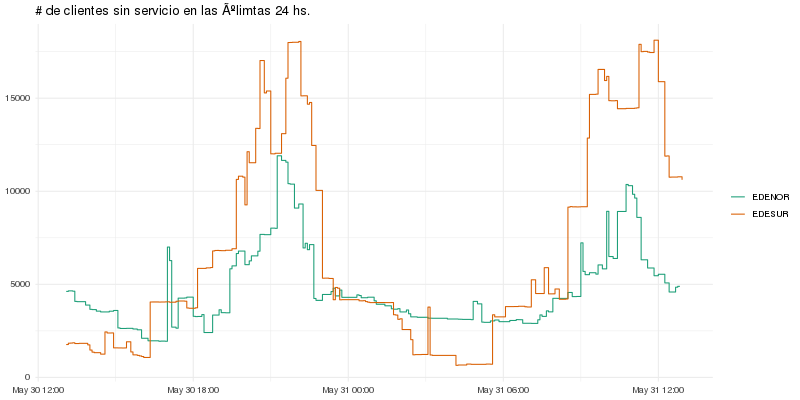 # de clientes sin servicio en las Ãºlimtas 24 hs.
15000
10000
5000
0
May 30 12:00
May 30 18:00
May 31 00:00
May 31 06:00
May 31 12:00
EDENOR
EDESUR